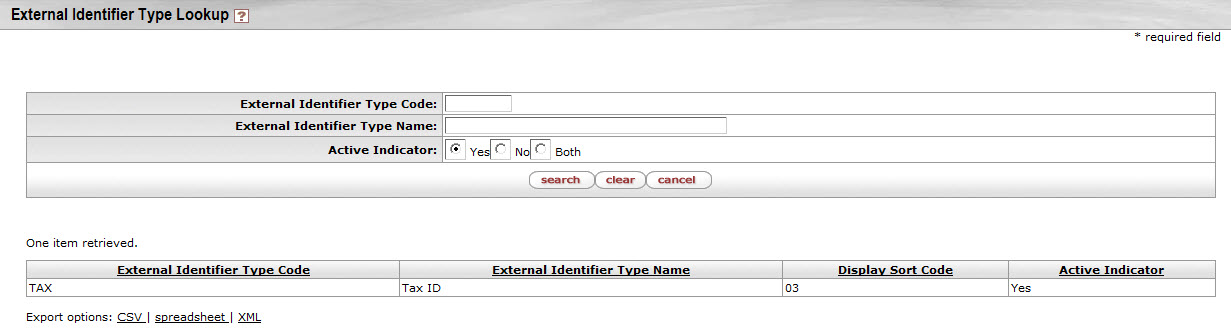 External Identifier Type Lookup ?
* required field
External Identifier Type Code:
External Identifier Type Name:
Active Indicator: Yes No Both
search clear cancel
One item retrieved.
External Identifier Type Code External Identifier Type Name Display Sort Code Active Indicator
TAX Tax ID 03 Yes
Export options: CSV | spreadsheet | XML